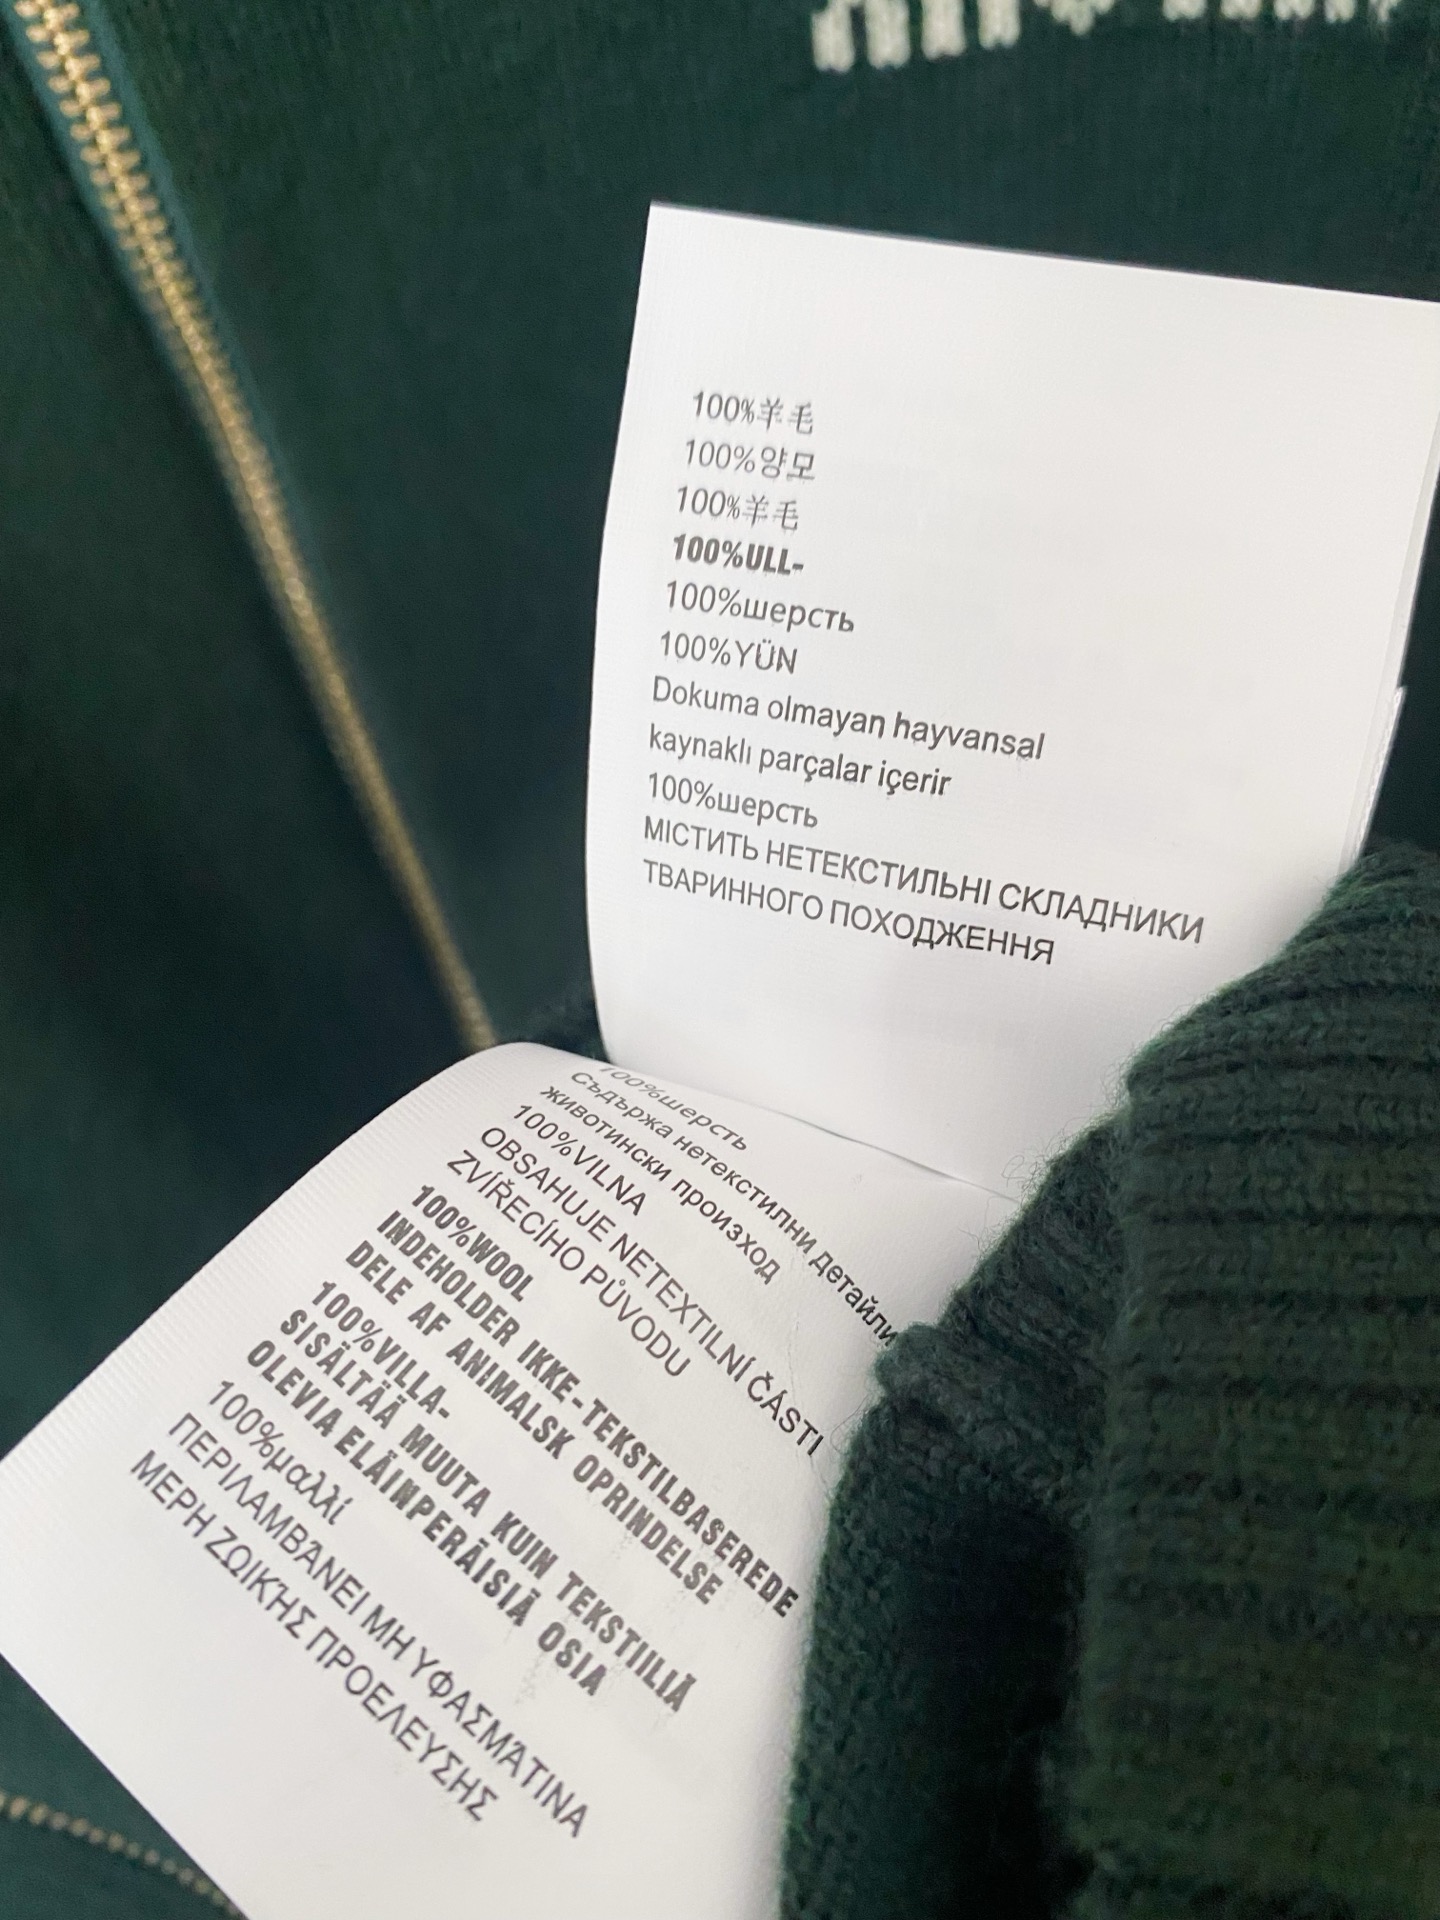 100%羊毛
100%양모
100%羊毛
100%ULL-
100%шерсть
100%YÜN
Dokuma olmayan hayvansal
kaynaklı parçalar içerir
100%шерсть
МІСТИТЬ НЕТЕКСТИЛЬНІ СКЛАДНИКИ
ТВАРИННОГО ПОХОДЖЕННЯ
100%шерсть
Съдържа нетекстилни детайли
животински произход
100%VILNA
OBSAHUJE NETEXTILNÍ ČÁSTI
ZVÍŘECÍHO PŮVODU
100%WOOL
INDEHOLDER IKKE-TEKSTILBASEREDE
DELE AF ANIMALSK OPRINDELSE
100%VILLA-
SISÄLTÄÄ MUUTA KUIN TEKSTIILIÄ
OLEVIA ELÄINPERÄISIÄ OSIA
100%μαλλί
ΠΕΡΙΛΑΜΒΆΝΕΙ ΜΗ ΥΦΑΣΜΆΤΙΝΑ
ΜΕΡΗ ΖΩΙΚΉΣ ΠΡΟΕΛΕΥΣΗΣ